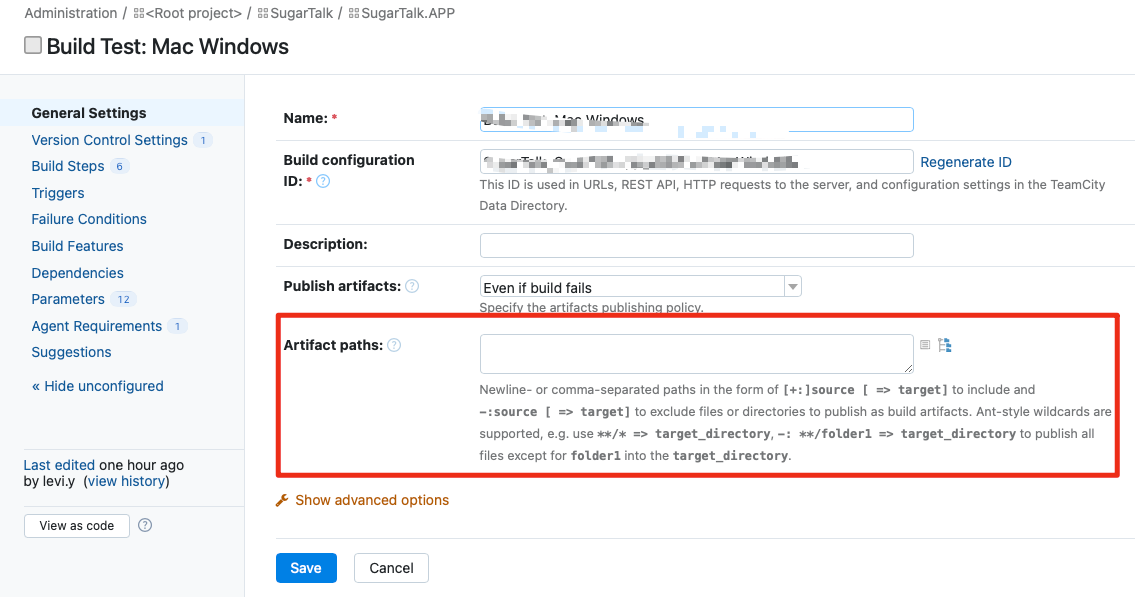 Administration / <Root project> / SugarTalk / SugarTalk.APP
Build Test: Mac Windows
General Settings
Version Control Settings 1
Build Steps 6
Triggers
Failure Conditions
Build Features
Dependencies
Parameters 12
Agent Requirements 1
Suggestions
« Hide unconfigured
Last edited one hour ago
by levi.y (view history)
View as code ?
Name: *
Mac Windows
Build configuration
ID: * ?
Regenerate ID
This ID is used in URLs, REST API, HTTP requests to the server, and configuration settings in the TeamCity
Data Directory.
Description:
Publish artifacts: ?
Even if build fails
Specify the artifacts publishing policy.
Artifact paths: ?
Newline- or comma-separated paths in the form of [+:]source [ => target] to include and
-:source [ => target] to exclude files or directories to publish as build artifacts. Ant-style wildcards are
supported, e.g. use **/* => target_directory, -: **/folder1 => target_directory to publish all
files except for folder1 into the target_directory.
Show advanced options
Save
Cancel